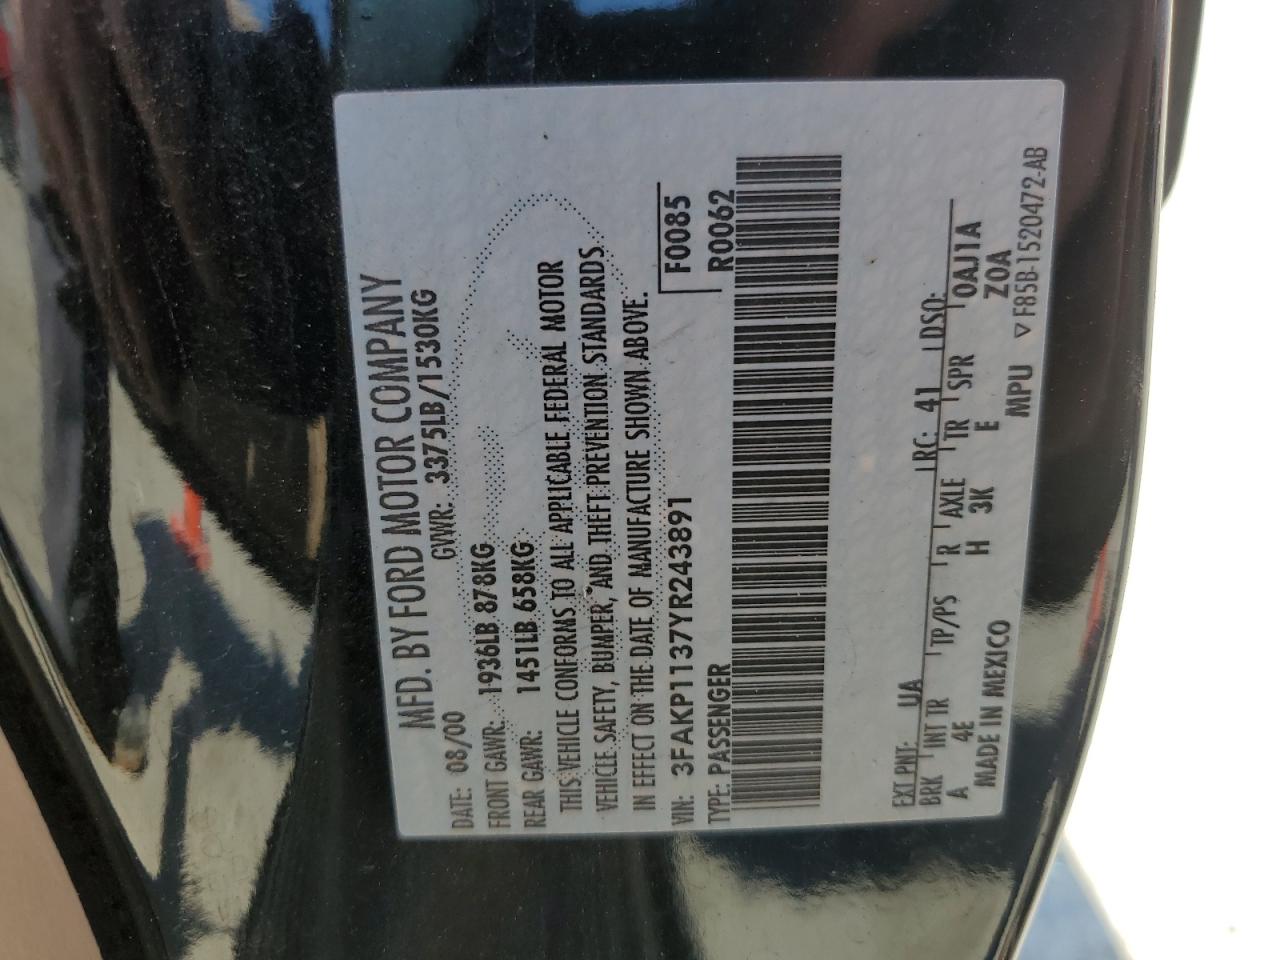 MFD. BY FORD MOTOR COMPANY
DATE: 08/00 GVWR: 3375LB/1530KG
FRONT GAWR: 1936LB 878KG
REAR GAWR: 1451LB 658KG
THIS VEHICLE CONFORMS TO ALL APPLICABLE FEDERAL MOTOR
VEHICLE SAFETY, BUMPER, AND THEFT PREVENTION STANDARDS
IN EFFECT ON THE DATE OF MANUFACTURE SHOWN ABOVE.
VIN: 3FAKP1137YR243891 F0085
TYPE: PASSENGER R0062
EXT PNT: UA RC: 41 DSO:
BRK INT TR TP/PS R AXLE TR SPR 0AJ1A
A 4E H 3K E Z0A
MADE IN MEXICO MPU ▽ F85B-1520472-AB